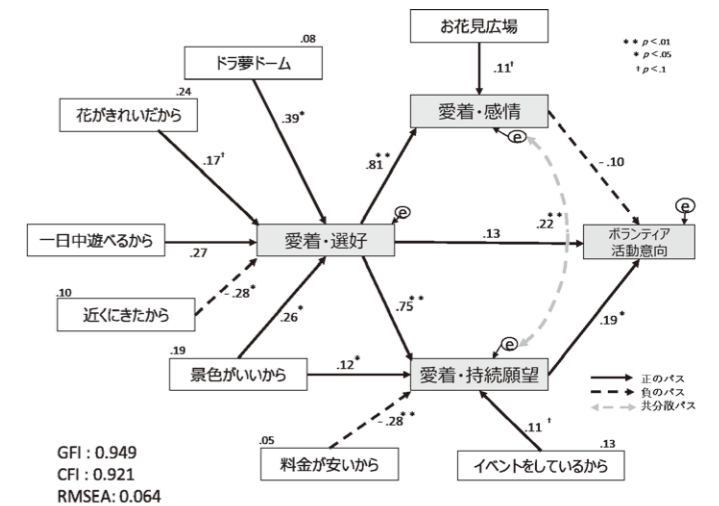 お花見広場
**p<.01
*p<.05
†p<.1
.08
ドラ夢ドーム
.11†
.24
花がきれいだから
.39*
愛着・感情
e
.17†
.81**
-.10
e
e
一日中遊べるから
.27
愛着・選好
.13
.22**
ボランティア
活動意向
.10
近くにきたから
-.28*
.26*
.75**
.19*
e
.19
景色がいいから
.12*
愛着・持続願望
正のパス
負のパス
共分散パス
-.28**
.11†
.05
料金が安いから
.13
イベントをしているから
GFI : 0.949
CFI : 0.921
RMSEA: 0.064